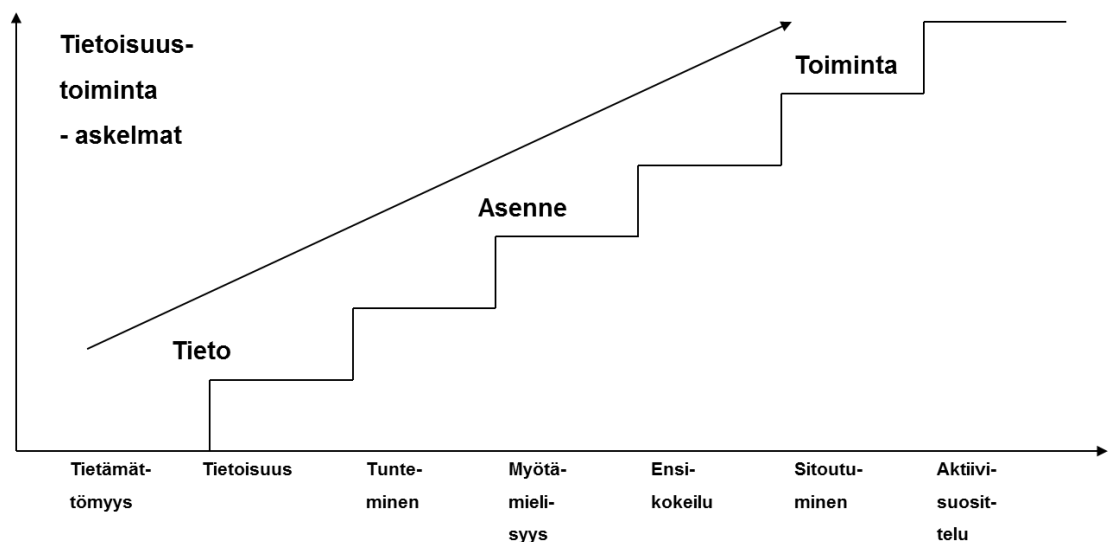 Tietoisuus-
toiminta
- askelmat
Toiminta
Asenne
Tieto
Tietämät-
tömyys
Tietoisuus
Tunte-
minen
Myötä-
mieli-
syys
Ensi-
kokeilu
Sitoutu-
minen
Aktiivi-
suosit-
telu